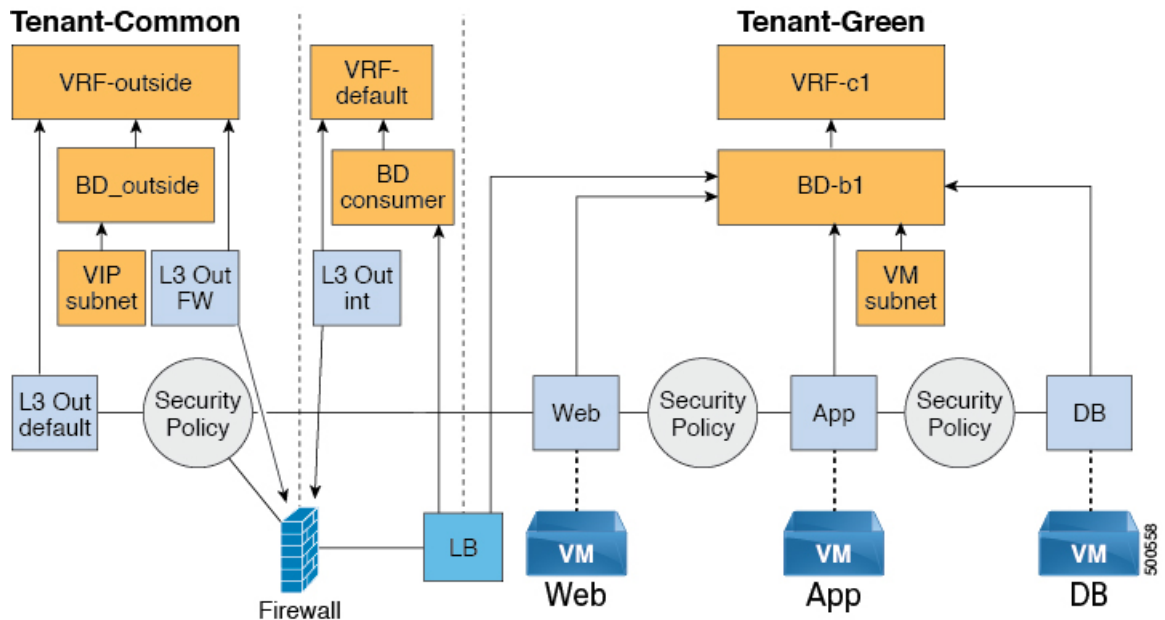 Tenant-Common
Tenant-Green
VRF-outside
VRF-
default
VRF-c1
BD_outside
BD
consumer
BD-b1
VIP
subnet
L3 Out
FW
L3 Out
int
VM
subnet
L3 Out
default
Security
Policy
Web
Security
Policy
App
Security
Policy
DB
Firewall
LB
VM
Web
VM
App
VM
DB
500558